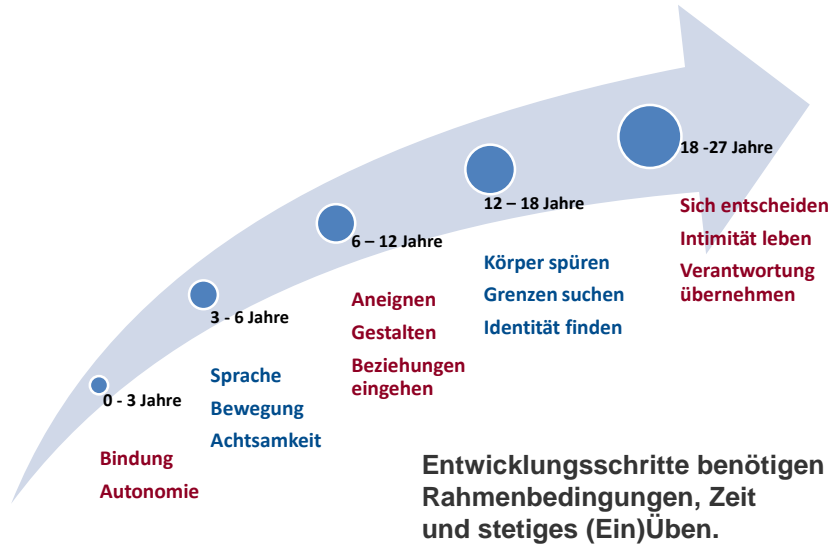 0 - 3 Jahre
Bindung
Autonomie
3 - 6 Jahre
Sprache
Bewegung
Achtsamkeit
6 – 12 Jahre
Aneignen
Gestalten
Beziehungen
eingehen
12 – 18 Jahre
Körper spüren
Grenzen suchen
Identität finden
18 -27 Jahre
Sich entscheiden
Intimität leben
Verantwortung
übernehmen
Entwicklungsschritte benötigen
Rahmenbedingungen, Zeit
und stetiges (Ein)Üben.